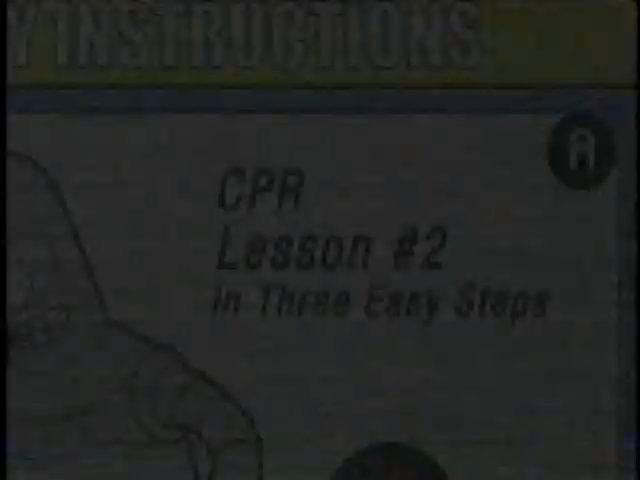 Y INSTRUCTIONS
A
CPR
Lesson #2
in Three Easy Steps